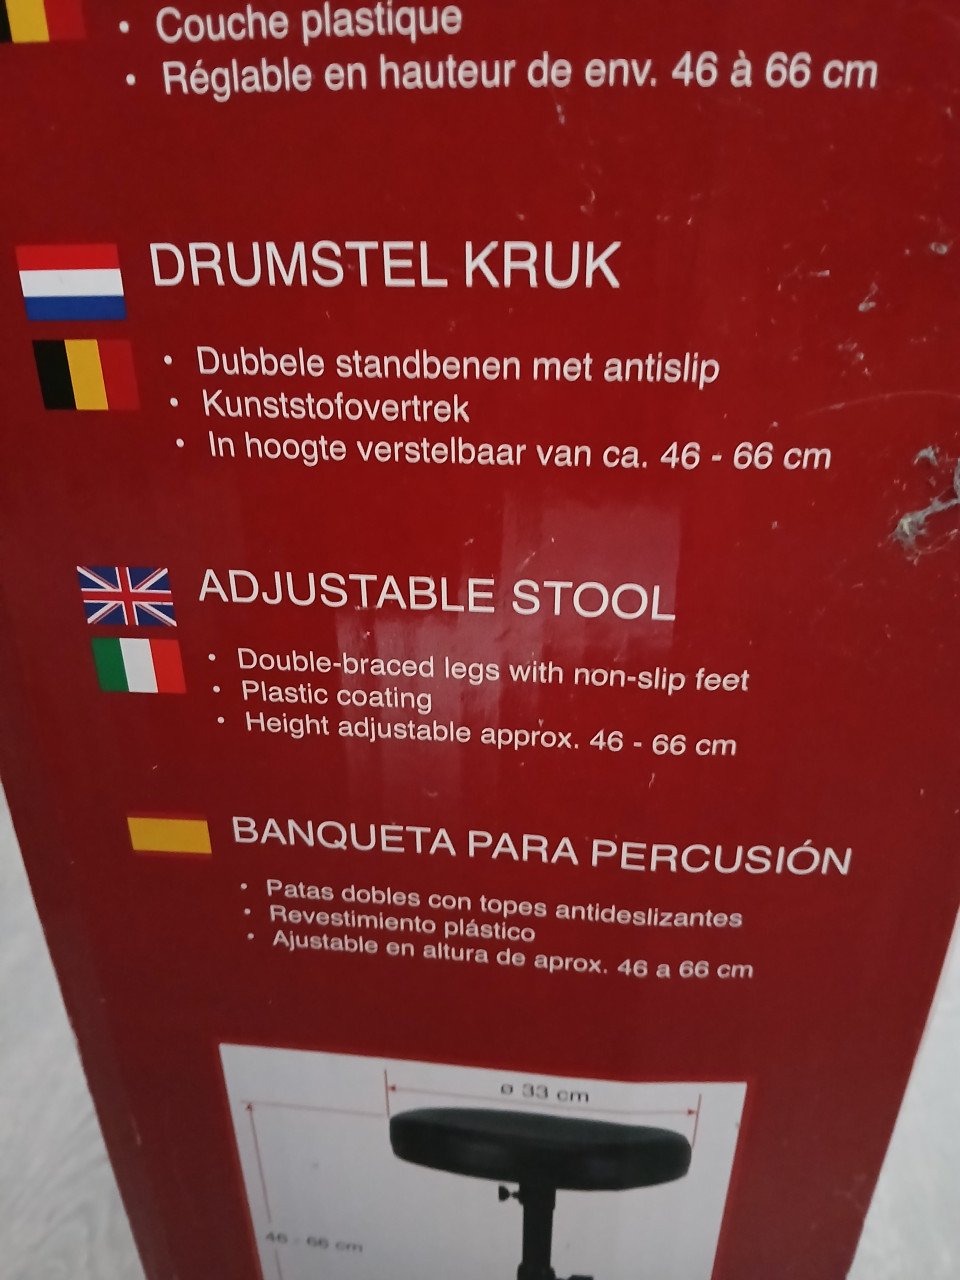 • Couche plastique
• Réglable en hauteur de env. 46 à 66 cm
DRUMSTEL KRUK
• Dubbele standbenen met antislip
• Kunststofovertrek
• In hoogte verstelbaar van ca. 46 - 66 cm
ADJUSTABLE STOOL
• Double-braced legs with non-slip feet
• Plastic coating
• Height adjustable approx. 46 - 66 cm
BANQUETA PARA PERCUSIÓN
• Patas dobles con topes antideslizantes
• Revestimiento plástico
• Ajustable en altura de aprox. 46 a 66 cm
ø 33 cm
46 - 66 cm